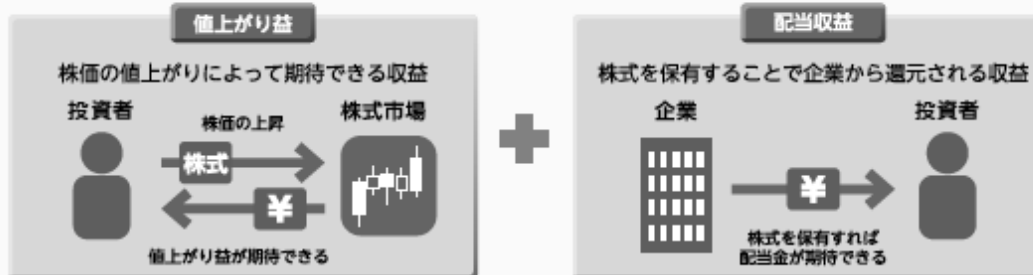 値上がり益
株価の値上がりによって期待できる収益
投資者
株価の上昇
株式市場
株式
¥
値上がり益が期待できる
配当収益
株式を保有することで企業から還元される収益
企業
投資者
¥
株式を保有すれば
配当金が期待できる